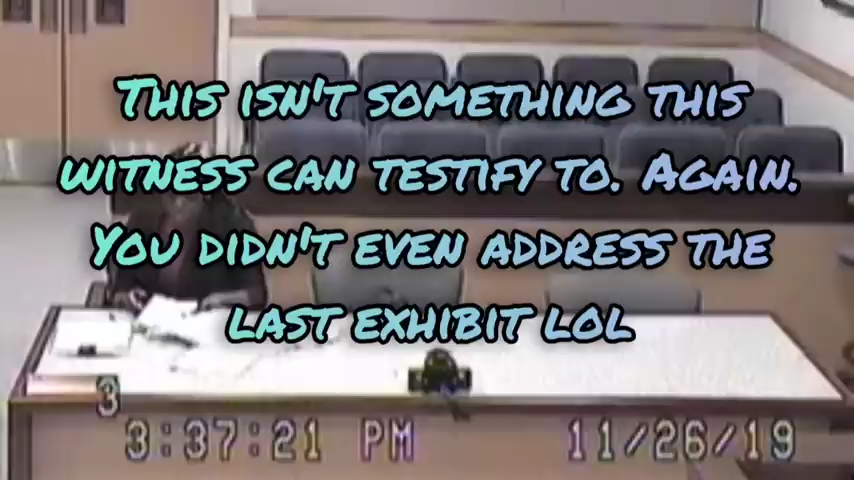 This isn't something this
witness can testify to. Again.
You didn't even address the
last exhibit lol
3
3:37:21 PM
11/26/19